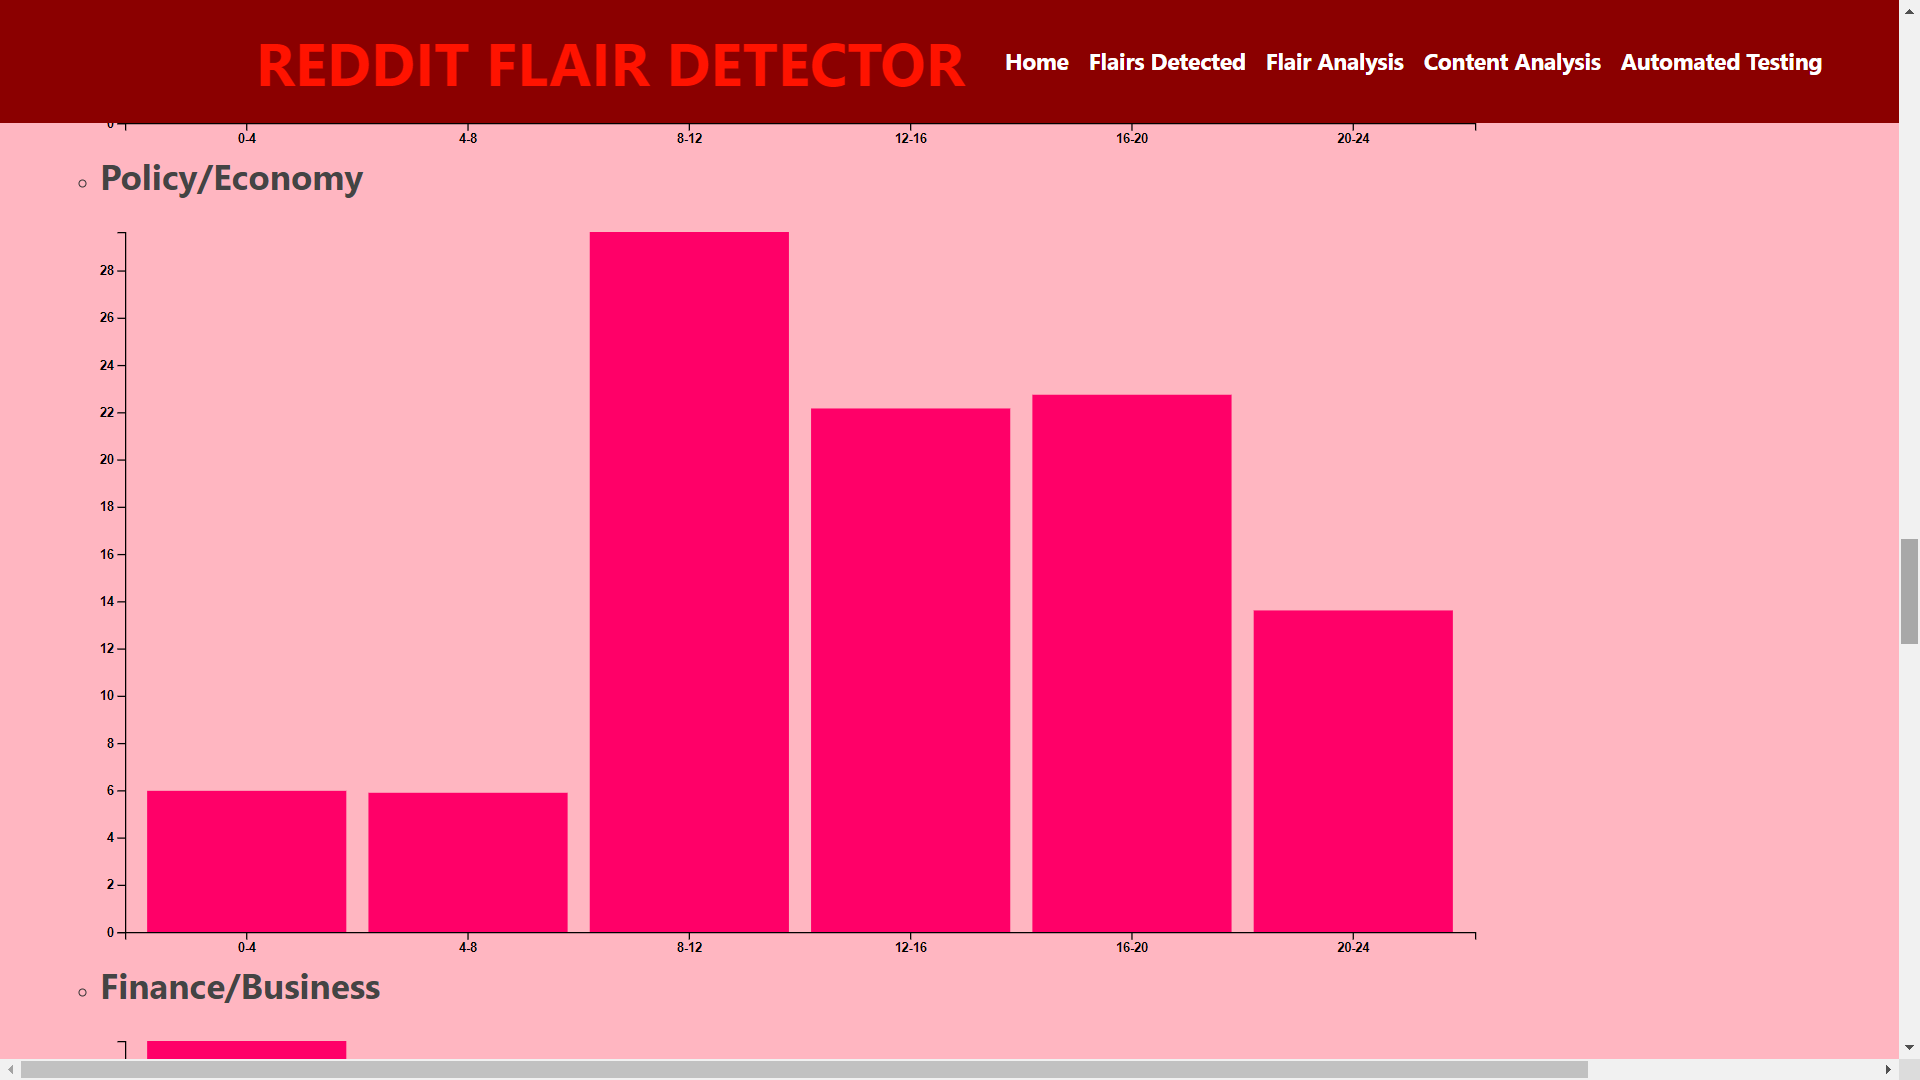 REDDIT FLAIR DETECTOR
Home Flairs Detected Flair Analysis Content Analysis Automated Testing
0
0-4 4-8 8-12 12-16 16-20 20-24
Policy/Economy
28
26
24
22
20
18
16
14
12
10
8
6
4
2
0
0-4 4-8 8-12 12-16 16-20 20-24
Finance/Business